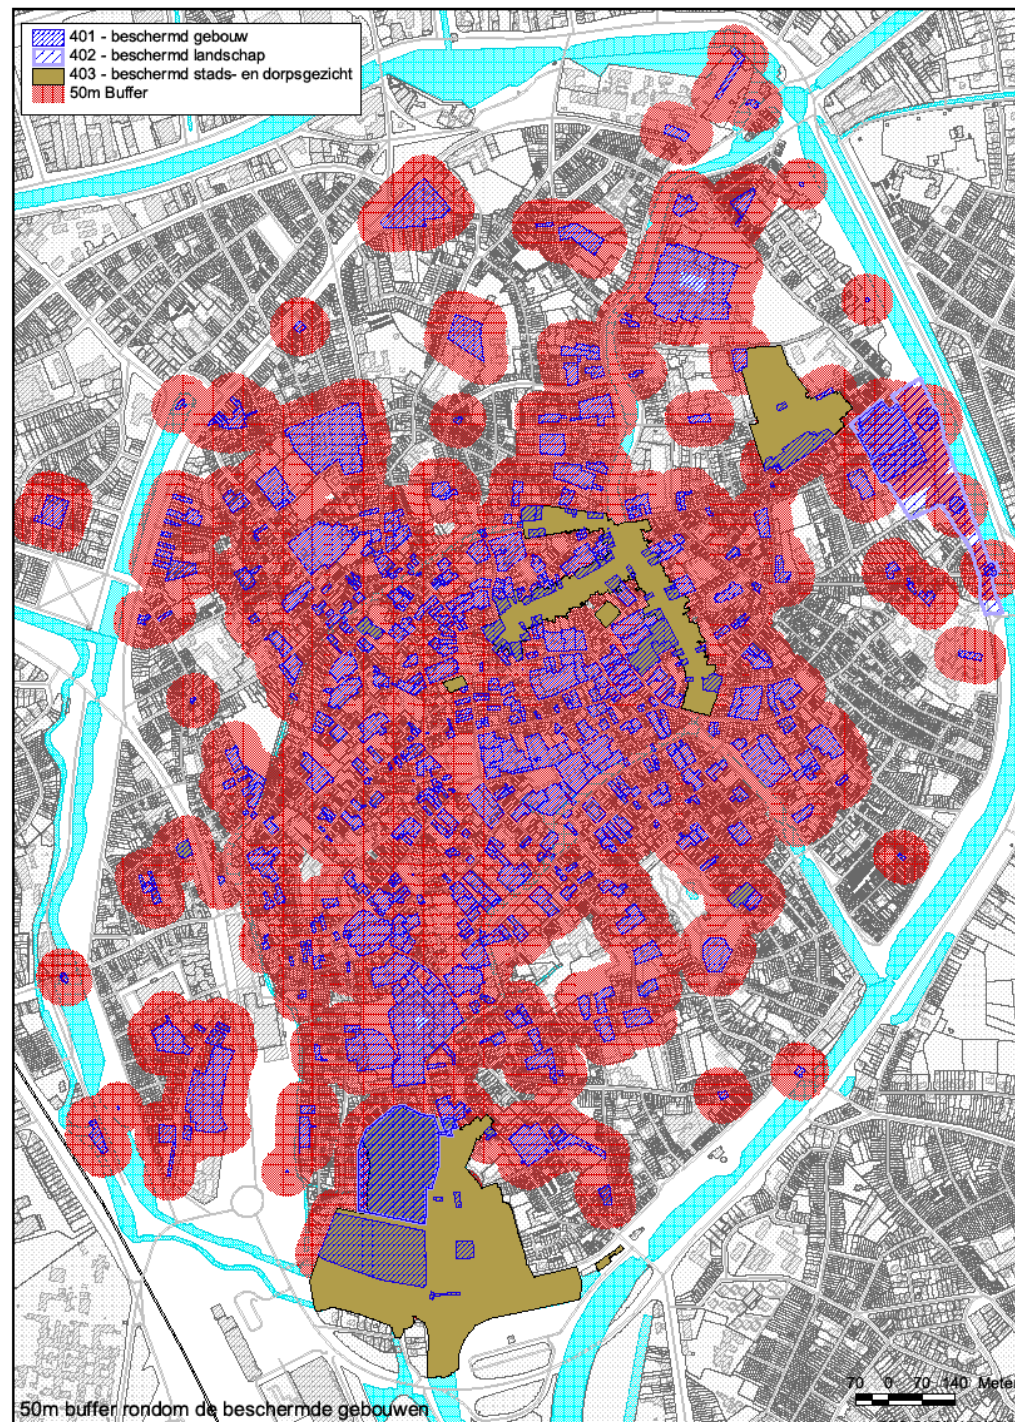 401 - beschermd gebouw
402 - beschermd landschap
403 - beschermd stads- en dorpsgezicht
50m Buffer
70 0 70 140 Meter
50m buffer rondom de beschermde gebouwen